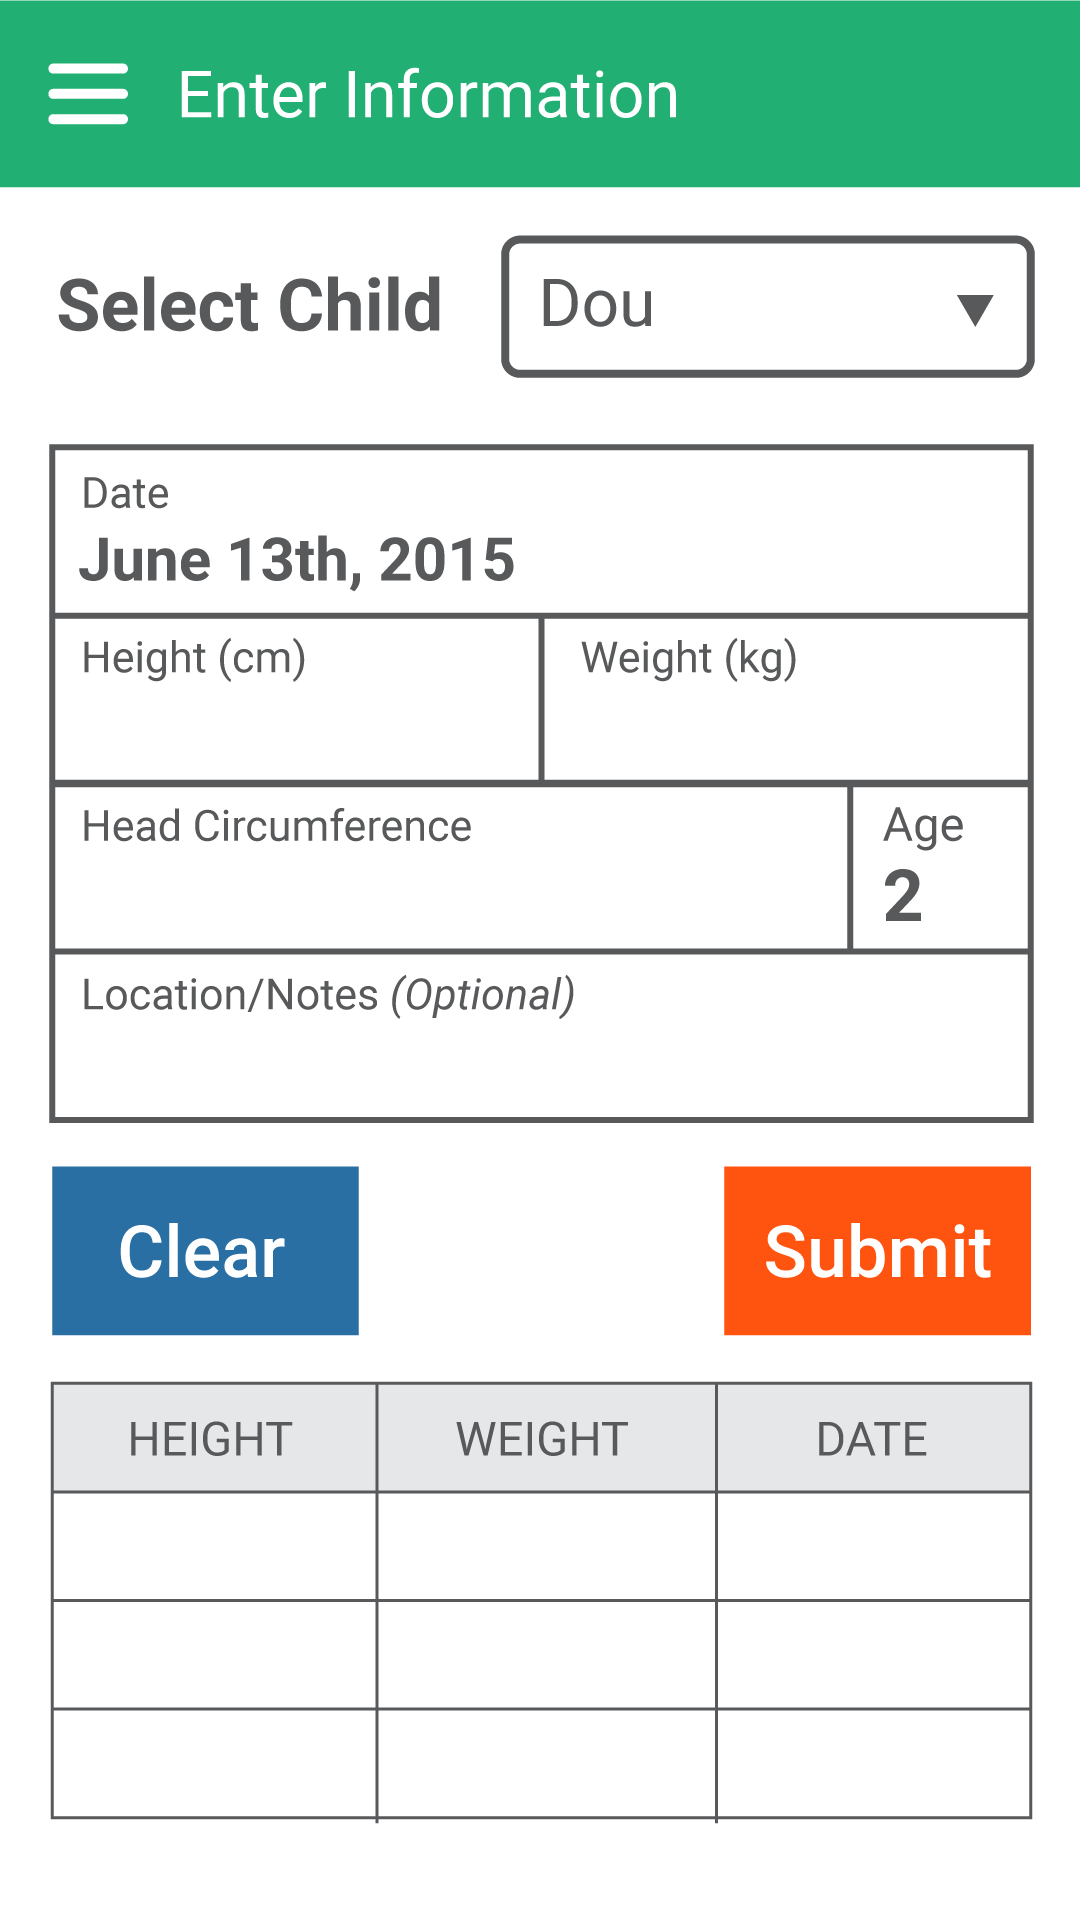 Enter Information
Select Child Dou
Date
June 13th, 2015
Height (cm) Weight (kg)
Head Circumference Age
2
Location/Notes (Optional)
Clear Submit
HEIGHT WEIGHT DATE